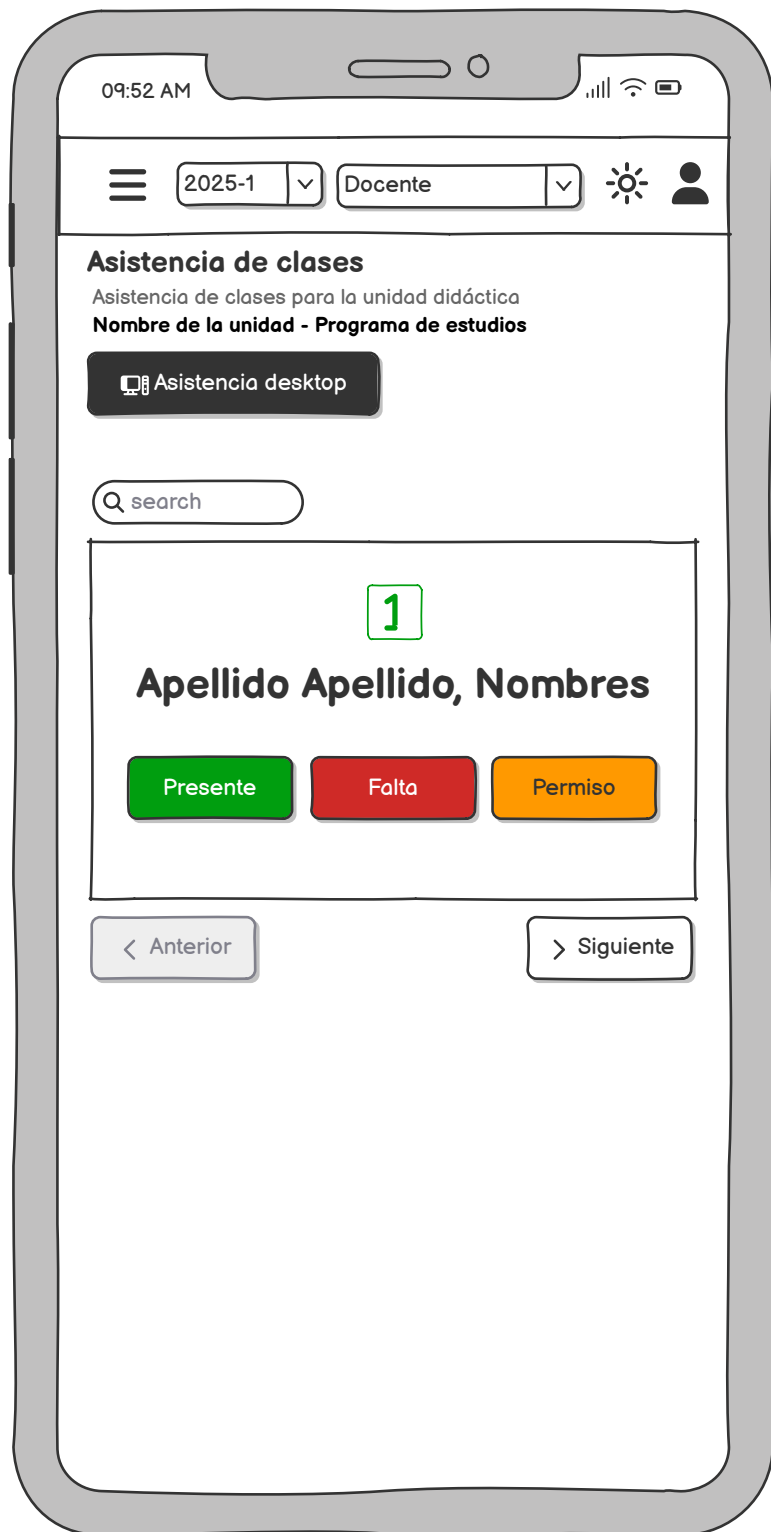 09:52 AM
2025-1 Docente
Asistencia de clases
Asistencia de clases para la unidad didáctica
Nombre de la unidad - Programa de estudios
Asistencia desktop
search
1
Apellido Apellido, Nombres
Presente Falta Permiso
Anterior Siguiente